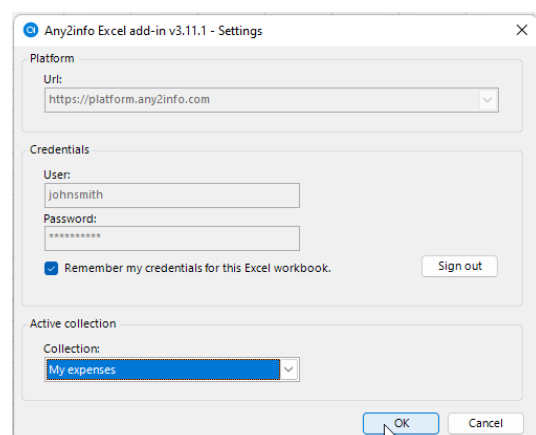 Any2info Excel add-in v3.11.1 - Settings
Platform
Url:
https://platform.any2info.com
Credentials
User:
johnsmith
Password:
**********
Remember my credentials for this Excel workbook.
Sign out
Active collection
Collection:
My expenses
OK
Cancel